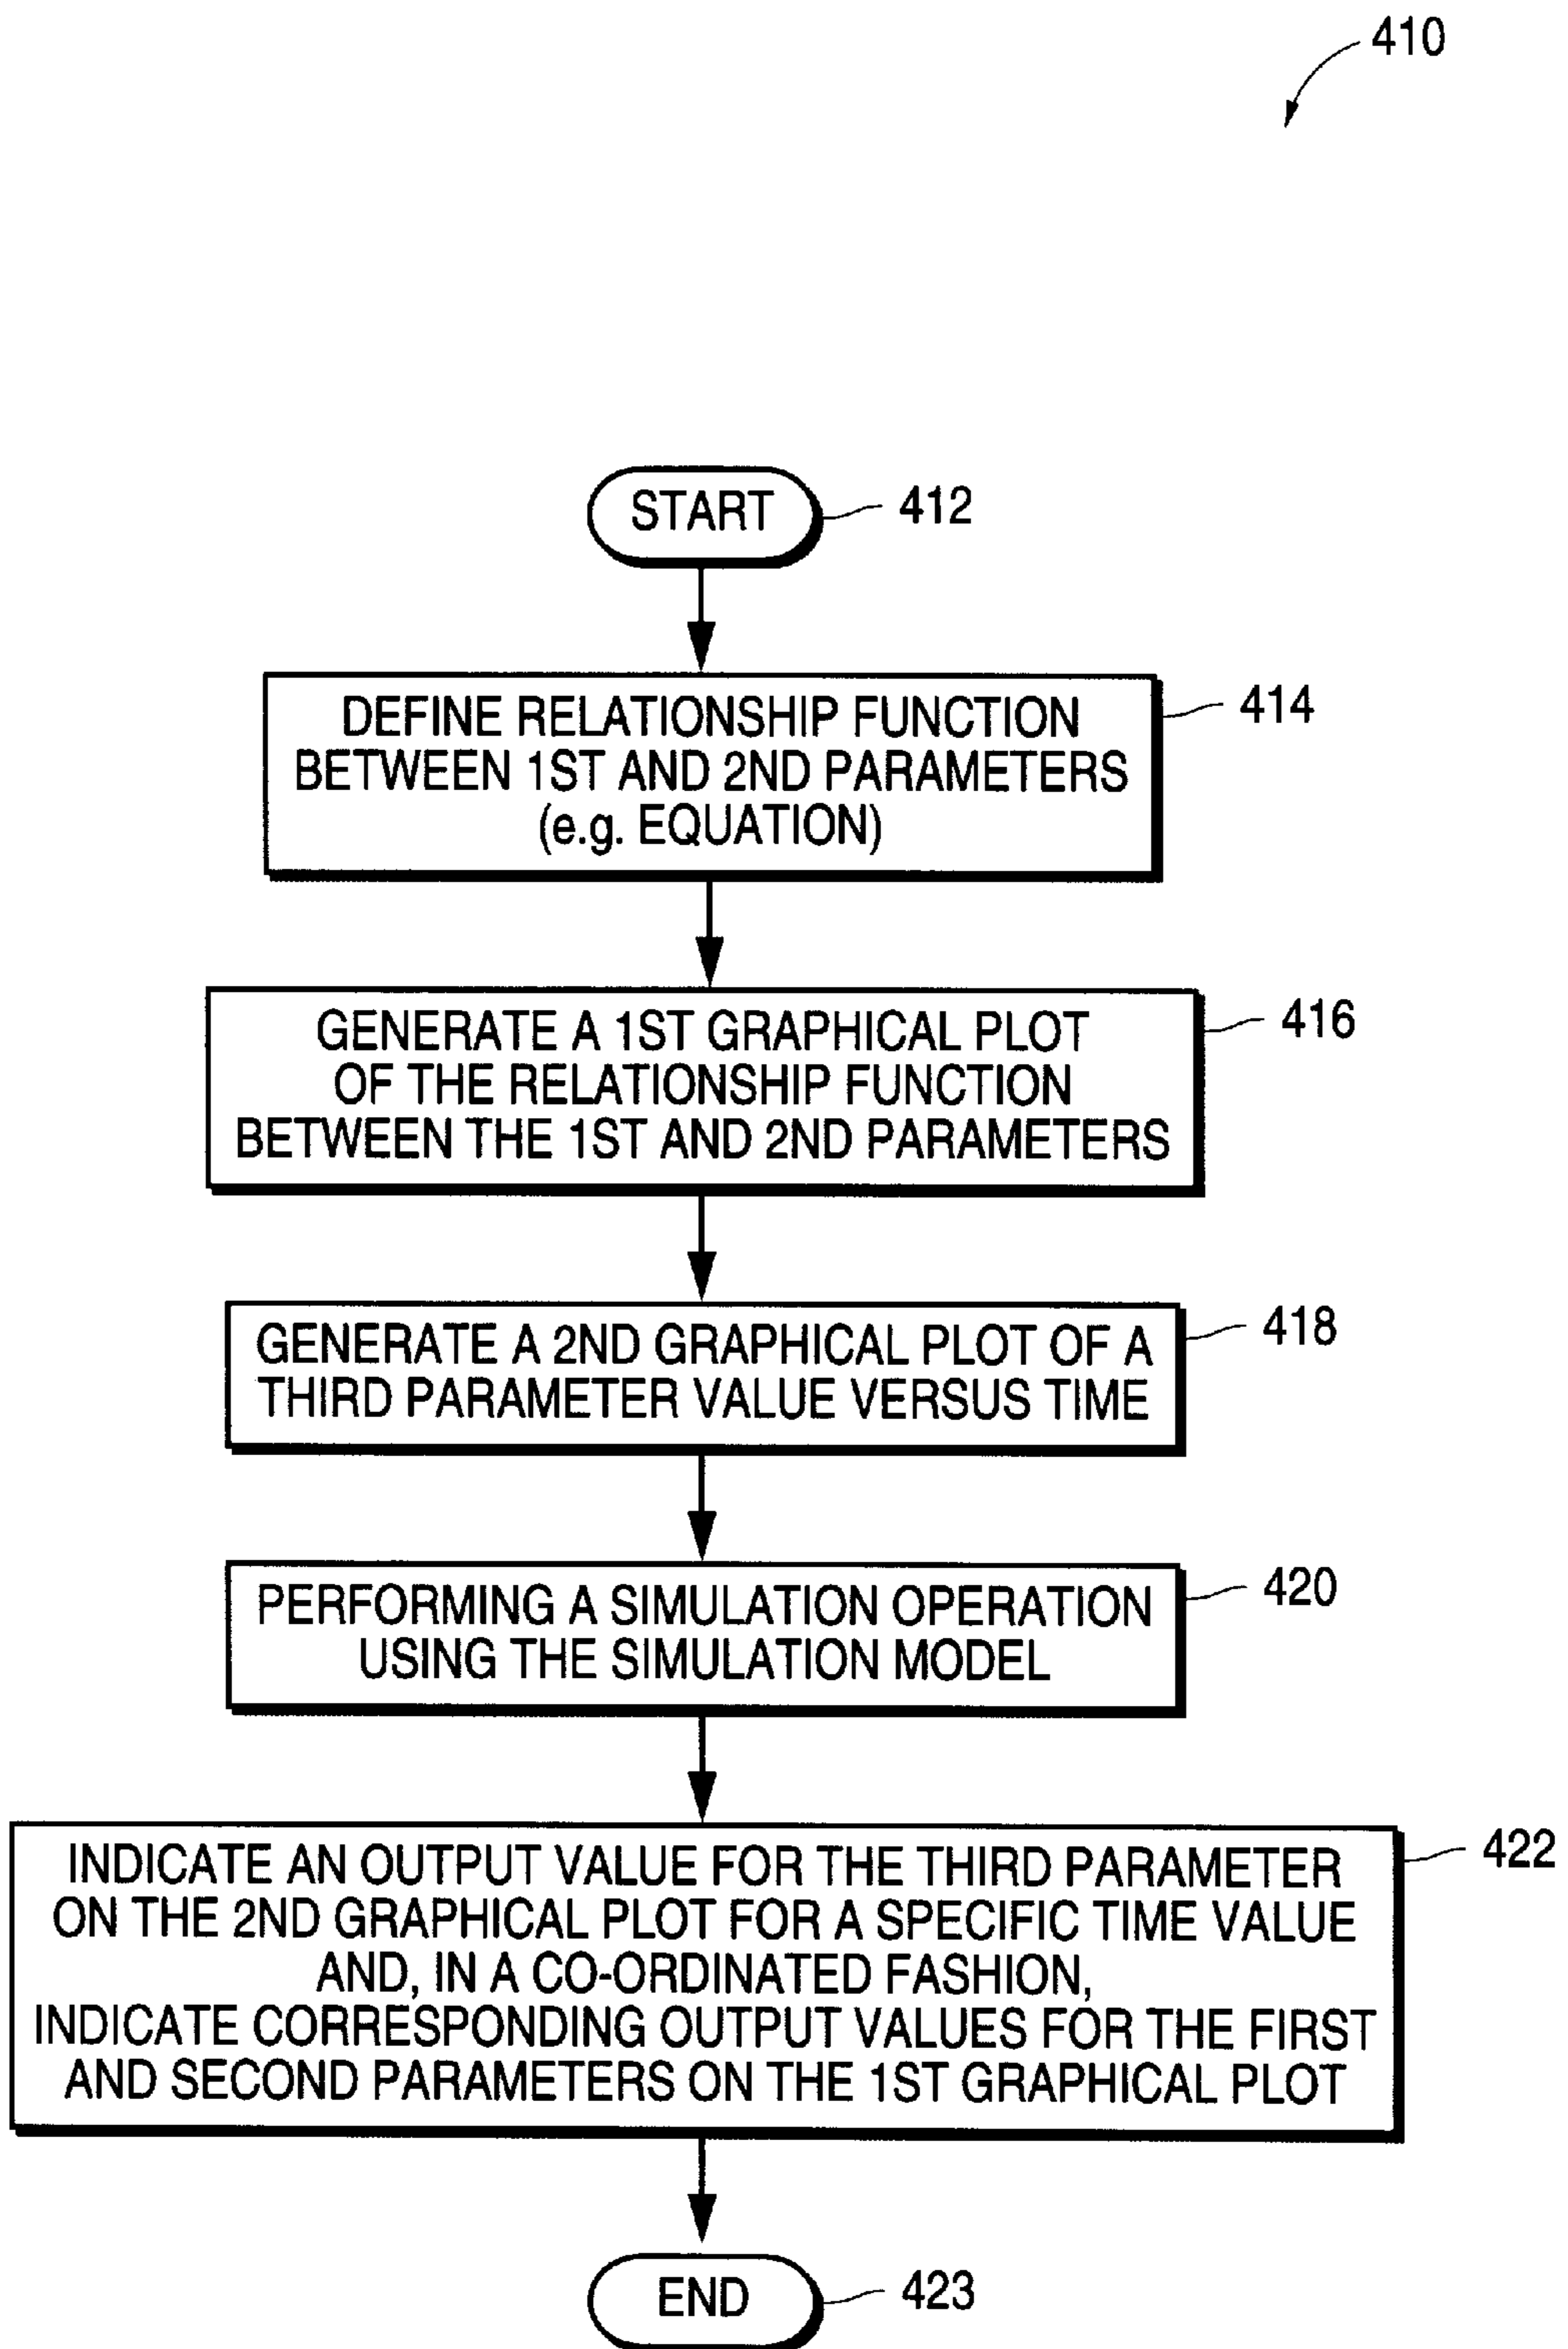 410
START
412
DEFINE RELATIONSHIP FUNCTION
BETWEEN 1ST AND 2ND PARAMETERS
(e.g. EQUATION)
414
GENERATE A 1ST GRAPHICAL PLOT
OF THE RELATIONSHIP FUNCTION
BETWEEN THE 1ST AND 2ND PARAMETERS
416
GENERATE A 2ND GRAPHICAL PLOT OF A
THIRD PARAMETER VALUE VERSUS TIME
418
PERFORMING A SIMULATION OPERATION
USING THE SIMULATION MODEL
420
INDICATE AN OUTPUT VALUE FOR THE THIRD PARAMETER
ON THE 2ND GRAPHICAL PLOT FOR A SPECIFIC TIME VALUE
AND, IN A CO-ORDINATED FASHION,
INDICATE CORRESPONDING OUTPUT VALUES FOR THE FIRST
AND SECOND PARAMETERS ON THE 1ST GRAPHICAL PLOT
422
END
423